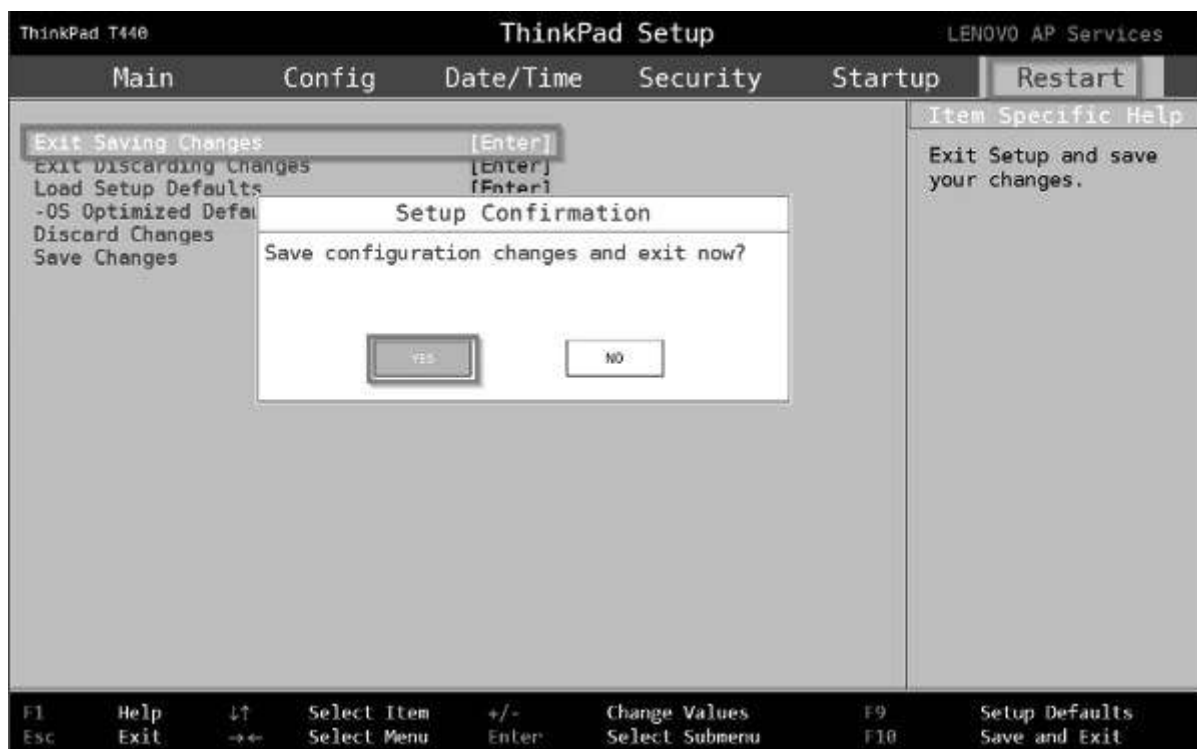 ThinkPad T440 ThinkPad Setup LENOVO AP Services
Main Config Date/Time Security Startup Restart
Item Specific Help
Exit Saving Changes [Enter]
Exit Discarding Changes [Enter]
Load Setup Defaults [Enter]
-OS Optimized Defau
Discard Changes
Save Changes
Exit Setup and save
your changes.
Setup Confirmation
Save configuration changes and exit now?
YES NO
F1 Help ↓↑ Select Item +/- Change Values F9 Setup Defaults
Esc Exit →← Select Menu Enter Select Submenu F10 Save and Exit